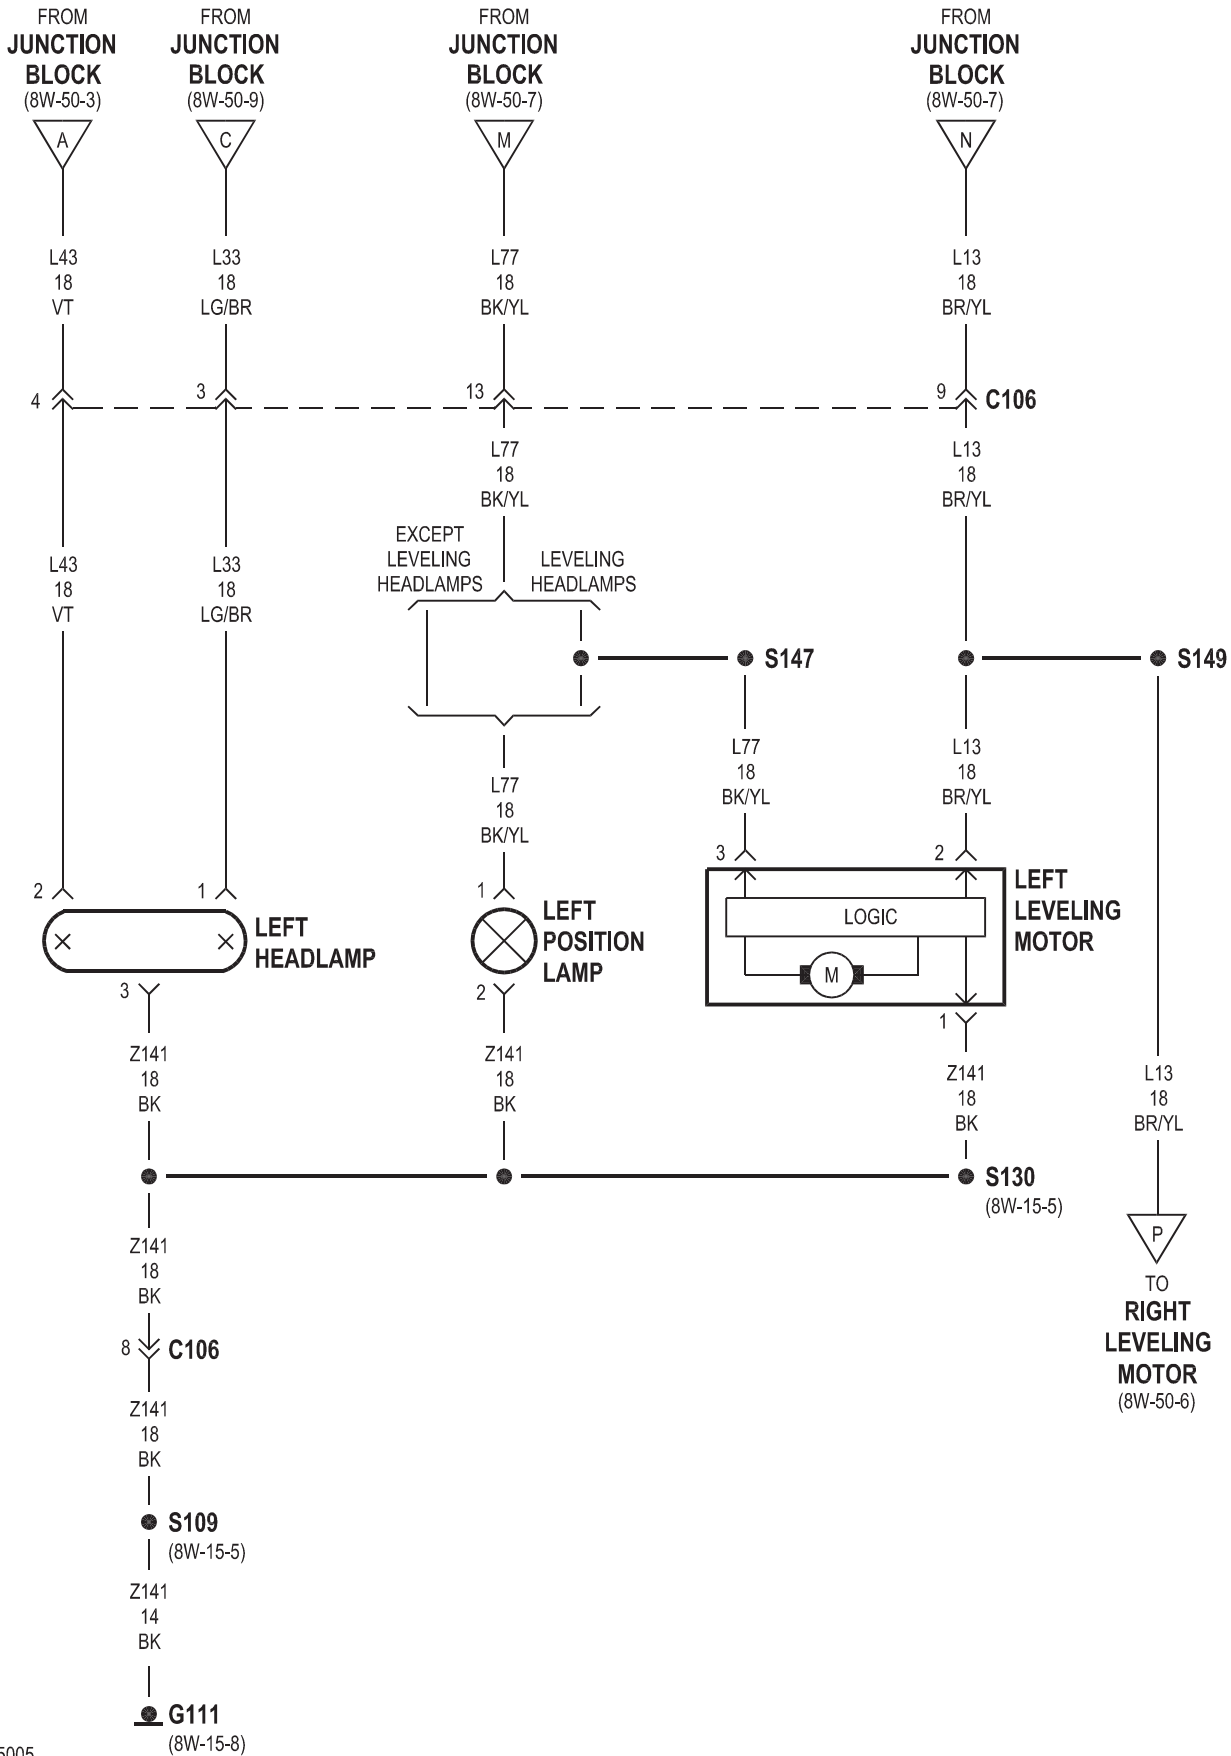 FROM
JUNCTION
BLOCK
(8W-50-3)
A
FROM
JUNCTION
BLOCK
(8W-50-9)
C
FROM
JUNCTION
BLOCK
(8W-50-7)
M
FROM
JUNCTION
BLOCK
(8W-50-7)
N
L43
18
VT
L33
18
LG/BR
L77
18
BK/YL
L13
18
BR/YL
4
3
13
9
C106
L77
18
BK/YL
L13
18
BR/YL
L43
18
VT
L33
18
LG/BR
EXCEPT
LEVELING
HEADLAMPS
LEVELING
HEADLAMPS
S147
S149
L77
18
BK/YL
L77
18
BK/YL
L13
18
BR/YL
2
1
LEFT
HEADLAMP
3
1
LEFT
POSITION
LAMP
2
3
2
LEFT
LEVELING
MOTOR
LOGIC
M
1
Z141
18
BK
Z141
18
BK
Z141
18
BK
L13
18
BR/YL
S130
(8W-15-5)
P
TO
RIGHT
LEVELING
MOTOR
(8W-50-6)
Z141
18
BK
8
C106
Z141
18
BK
S109
(8W-15-5)
Z141
14
BK
G111
(8W-15-8)